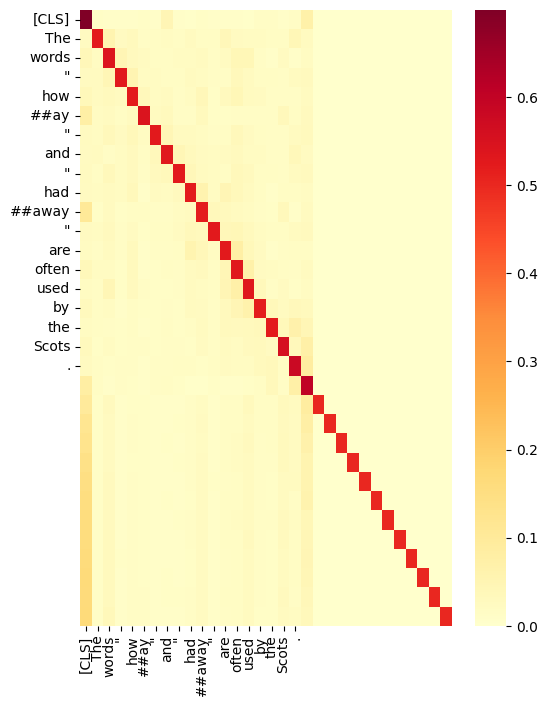 [CLS]
The
words
"
how
##ay
"
and
"
had
##away
"
are
often
used
by
the
Scots
.
0.6
0.5
0.4
0.3
0.2
0.1
0.0
[CLS]
The
words
"
how
##ay
"
and
"
had
##away
"
are
often
used
by
the
Scots
.